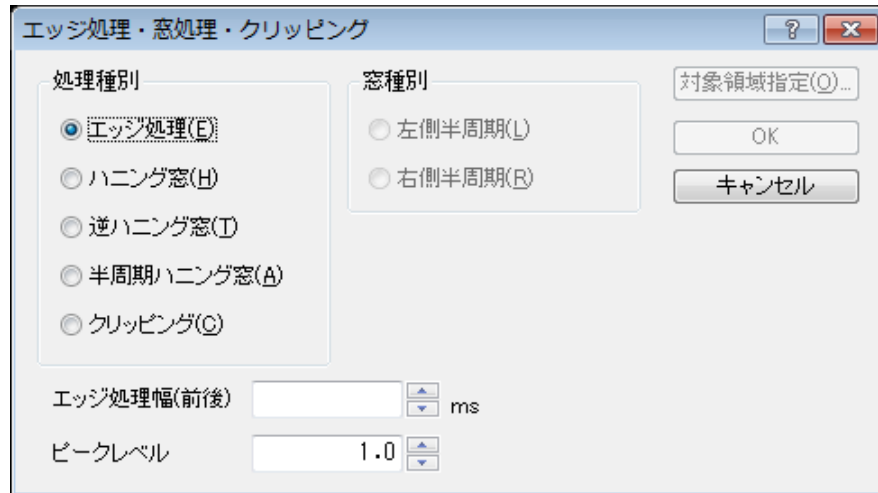 エッジ処理・窓処理・クリッピング
処理種別
エッジ処理(E)
ハニング窓(H)
逆ハニング窓(T)
半周期ハニング窓(A)
クリッピング(C)
窓種別
左側半周期(L)
右側半周期(R)
対象領域指定(O)...
OK
キャンセル
エッジ処理幅(前後) ms
ピークレベル 1.0